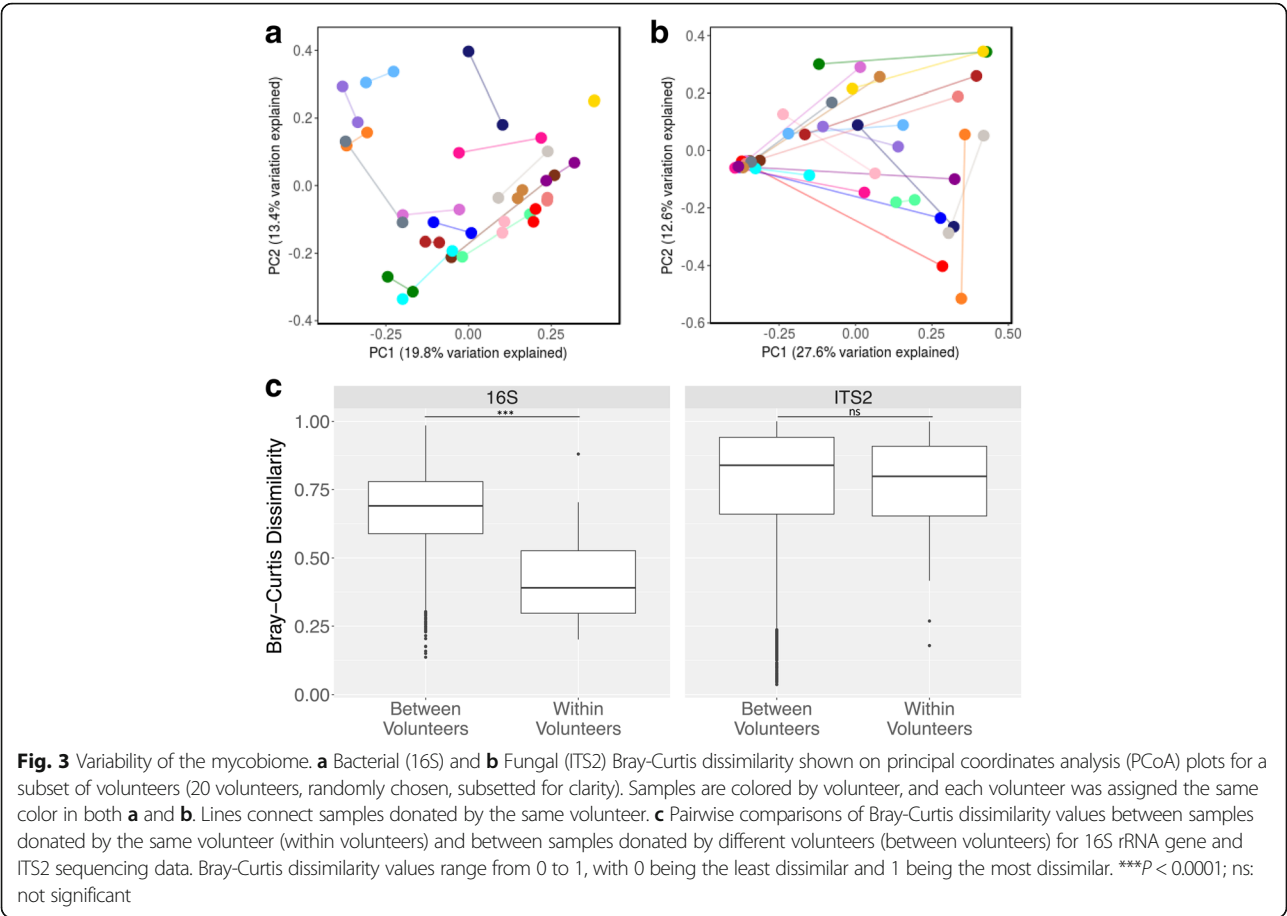 a
0.4
0.2
0.0
-0.2
-0.4
PC2 (13.4% variation explained)
-0.25
0.00
0.25
PC1 (19.8% variation explained)
b
0.4
0.2
0.0
-0.2
-0.4
-0.6
PC2 (12.6% variation explained)
-0.25
0.00
0.25
0.50
PC1 (27.6% variation explained)
c
16S
ITS2
***
ns
1.00
0.75
0.50
0.25
0.00
Bray−Curtis Dissimilarity
Between
Volunteers
Within
Volunteers
Between
Volunteers
Within
Volunteers
Fig. 3 Variability of the mycobiome. a Bacterial (16S) and b Fungal (ITS2) Bray-Curtis dissimilarity shown on principal coordinates analysis (PCoA) plots for a
subset of volunteers (20 volunteers, randomly chosen, subsetted for clarity). Samples are colored by volunteer, and each volunteer was assigned the same
color in both a and b. Lines connect samples donated by the same volunteer. c Pairwise comparisons of Bray-Curtis dissimilarity values between samples
donated by the same volunteer (within volunteers) and between samples donated by different volunteers (between volunteers) for 16S rRNA gene and
ITS2 sequencing data. Bray-Curtis dissimilarity values range from 0 to 1, with 0 being the least dissimilar and 1 being the most dissimilar. ***P < 0.0001; ns:
not significant